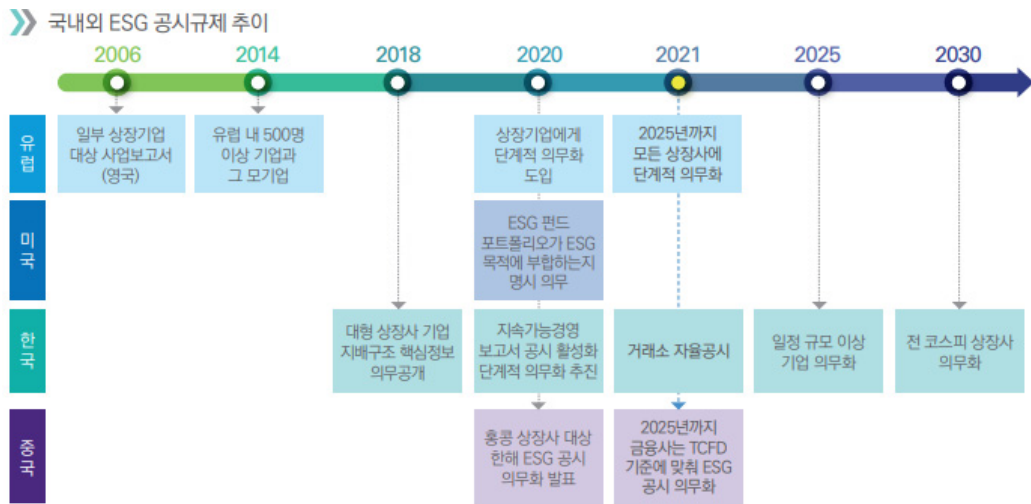 국내외 ESG 공시규제 추이
2006
2014
2018
2020
2021
2025
2030
유럽
일부 상장기업
대상 사업보고서
(영국)
유럽 내 500명
이상 기업과
그 모기업
상장기업에게
단계적 의무화
도입
2025년까지
모든 상장사에
단계적 의무화
미국
ESG 펀드
포트폴리오가 ESG
목적에 부합하는지
명시 의무
한국
대형 상장사 기업
지배구조 핵심정보
의무공개
지속가능경영
보고서 공시 활성화
단계적 의무화 추진
거래소 자율공시
일정 규모 이상
기업 의무화
전 코스피 상장사
의무화
중국
홍콩 상장사 대상
한해 ESG 공시
의무화 발표
2025년까지
금융사는 TCFD
기준에 맞춰 ESG
공시 의무화